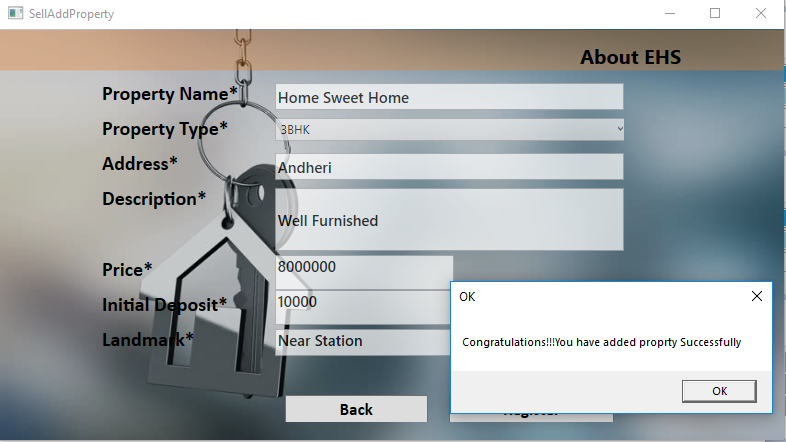 SellAddProperty
About EHS
Property Name* Home Sweet Home
Property Type* 3BHK
Address* Andheri
Description* Well Furnished
Price* 8000000
Initial Deposit* 10000
Landmark* Near Station
OK
Congratulations!!!You have added proprty Successfully
OK
Back